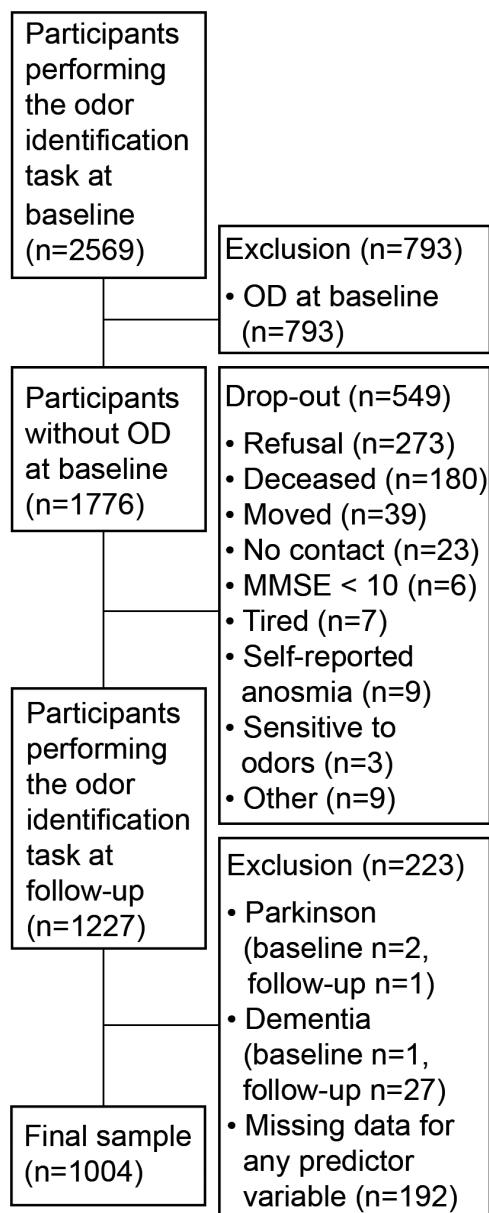 Participants
performing
the odor
identification
task at
baseline
(n=2569)
Exclusion (n=793)
• OD at baseline
(n=793)
Participants
without OD
at baseline
(n=1776)
Drop-out (n=549)
• Refusal (n=273)
• Deceased (n=180)
• Moved (n=39)
• No contact (n=23)
• MMSE < 10 (n=6)
• Tired (n=7)
• Self-reported
anosmia (n=9)
• Sensitive to
odors (n=3)
• Other (n=9)
Participants
performing
the odor
identification
task at
follow-up
(n=1227)
Exclusion (n=223)
• Parkinson
(baseline n=2,
follow-up n=1)
• Dementia
(baseline n=1,
follow-up n=27)
• Missing data for
any predictor
variable (n=192)
Final sample
(n=1004)